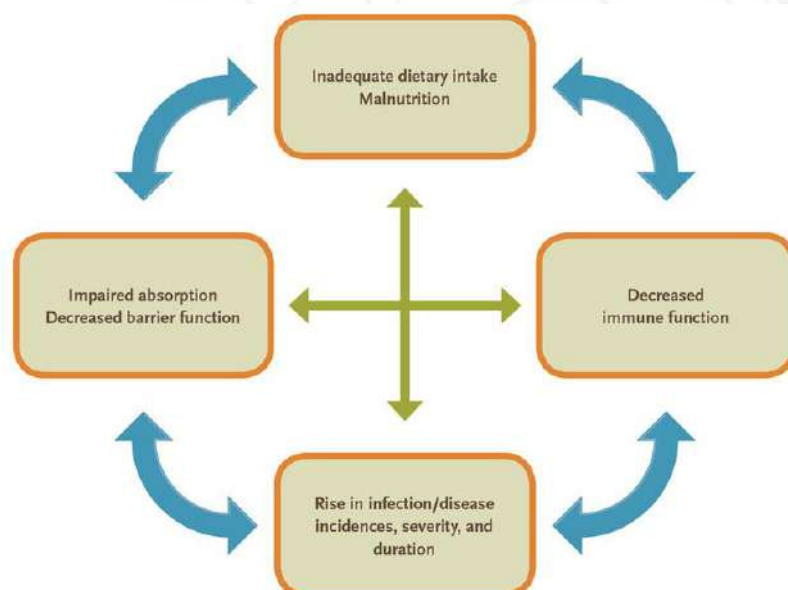 Inadequate dietary intake
Malnutrition
Impaired absorption
Decreased barrier function
Decreased
immune function
Rise in infection/disease
incidences, severity, and
duration